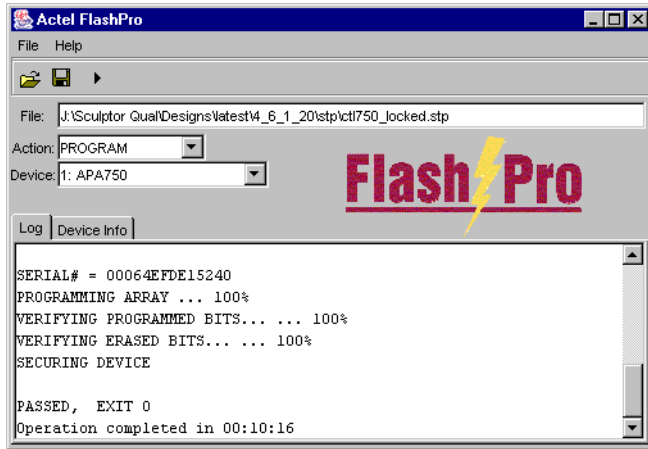 Actel FlashPro
File Help
File: J:\Sculptor Qual\Designs\latest\4_6_1_20\stp\ctl750_locked.stp
Action: PROGRAM
Device: 1: APA750
Flash Pro
Log Device Info
SERIAL# = 00064EFDE15240
PROGRAMMING ARRAY ... 100%
VERIFYING PROGRAMMED BITS... ... 100%
VERIFYING ERASED BITS... ... 100%
SECURING DEVICE
PASSED, EXIT 0
Operation completed in 00:10:16